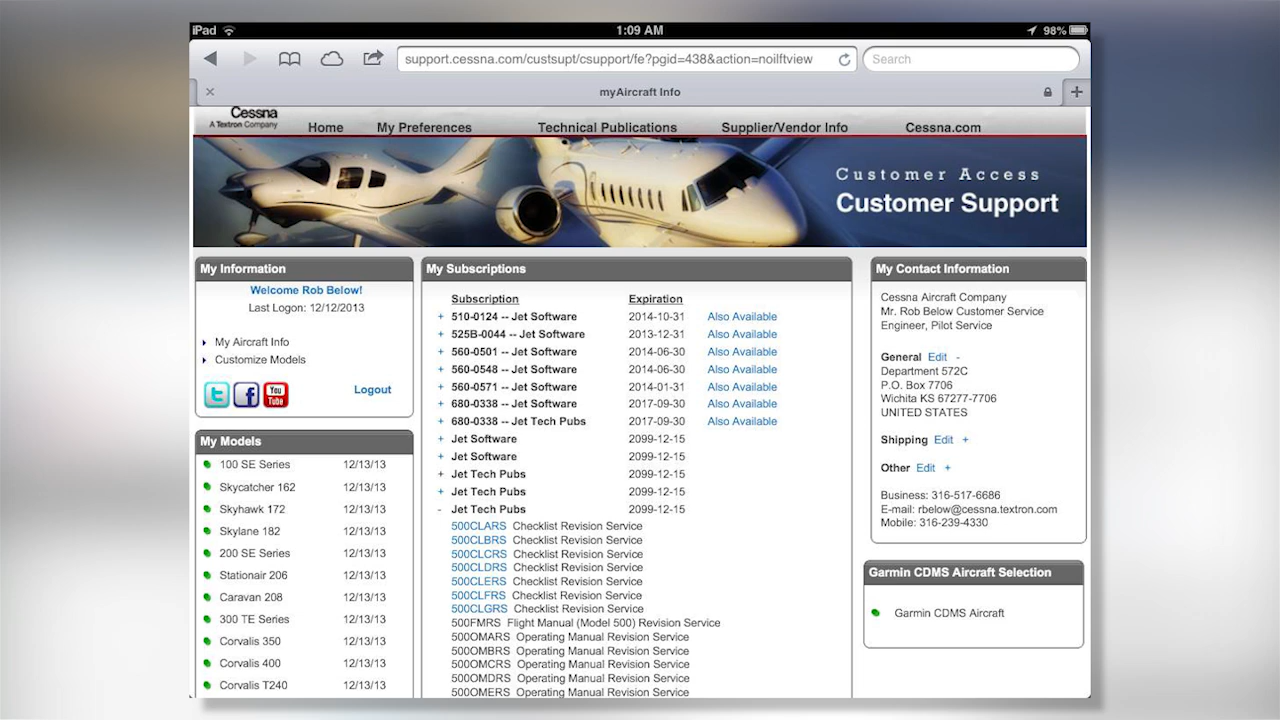 iPad
1:09 AM
98%
support.cessna.com/custsupt/csupport/fe?pgid=438&action=noilftview
Search
myAircraft Info
Cessna
A Textron Company
Home
My Preferences
Technical Publications
Supplier/Vendor Info
Cessna.com
Customer Access
Customer Support
My Information
Welcome Rob Below!
Last Logon: 12/12/2013
My Aircraft Info
Customize Models
t
f
You
Tube
Logout
My Models
100 SE Series 12/13/13
Skycatcher 162 12/13/13
Skyhawk 172 12/13/13
Skylane 182 12/13/13
200 SE Series 12/13/13
Stationair 206 12/13/13
Caravan 208 12/13/13
300 TE Series 12/13/13
Corvalis 350 12/13/13
Corvalis 400 12/13/13
Corvalis T240 12/13/13
My Subscriptions
Subscription Expiration
+ 510-0124 -- Jet Software 2014-10-31 Also Available
+ 525B-0044 -- Jet Software 2013-12-31 Also Available
+ 560-0501 -- Jet Software 2014-06-30 Also Available
+ 560-0548 -- Jet Software 2014-06-30 Also Available
+ 560-0571 -- Jet Software 2014-01-31 Also Available
+ 680-0338 -- Jet Software 2017-09-30 Also Available
+ 680-0338 -- Jet Tech Pubs 2017-09-30 Also Available
+ Jet Software 2099-12-15
+ Jet Software 2099-12-15
+ Jet Tech Pubs 2099-12-15
+ Jet Tech Pubs 2099-12-15
- Jet Tech Pubs 2099-12-15
500CLARS Checklist Revision Service
500CLBRS Checklist Revision Service
500CLCRS Checklist Revision Service
500CLDRS Checklist Revision Service
500CLERS Checklist Revision Service
500CLFRS Checklist Revision Service
500CLGRS Checklist Revision Service
500FMRS Flight Manual (Model 500) Revision Service
500OMARS Operating Manual Revision Service
500OMBRS Operating Manual Revision Service
500OMCRS Operating Manual Revision Service
500OMDRS Operating Manual Revision Service
500OMERS Operating Manual Revision Service
My Contact Information
Cessna Aircraft Company
Mr. Rob Below Customer Service
Engineer, Pilot Service
General Edit -
Department 572C
P.O. Box 7706
Wichita KS 67277-7706
UNITED STATES
Shipping Edit +
Other Edit +
Business: 316-517-6686
E-mail: rbelow@cessna.textron.com
Mobile: 316-239-4330
Garmin CDMS Aircraft Selection
Garmin CDMS Aircraft